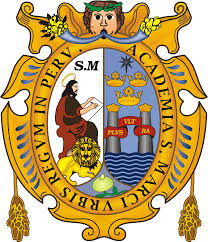 ACADEMIA S. MARCI VRBIS REGVM IN PERV
S.M
PLVS VLT RA